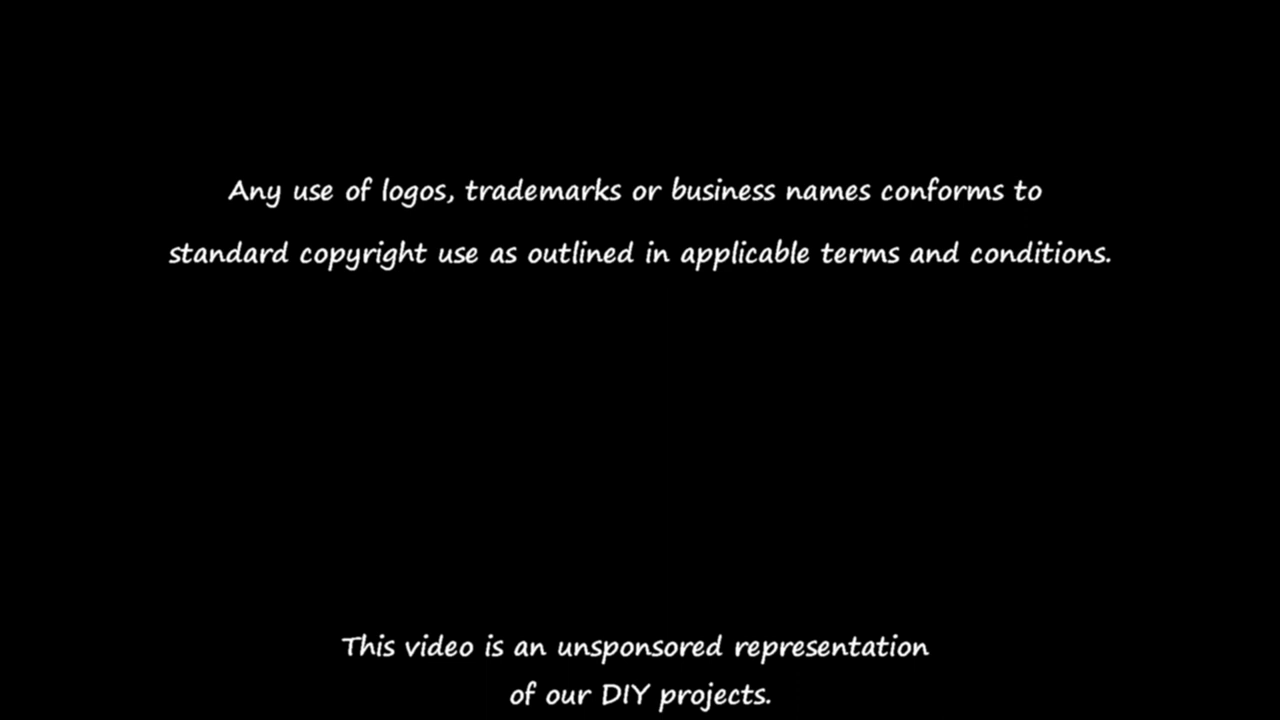 Any use of logos, trademarks or business names conforms to
standard copyright use as outlined in applicable terms and conditions.
This video is an unsponsored representation
of our DIY projects.